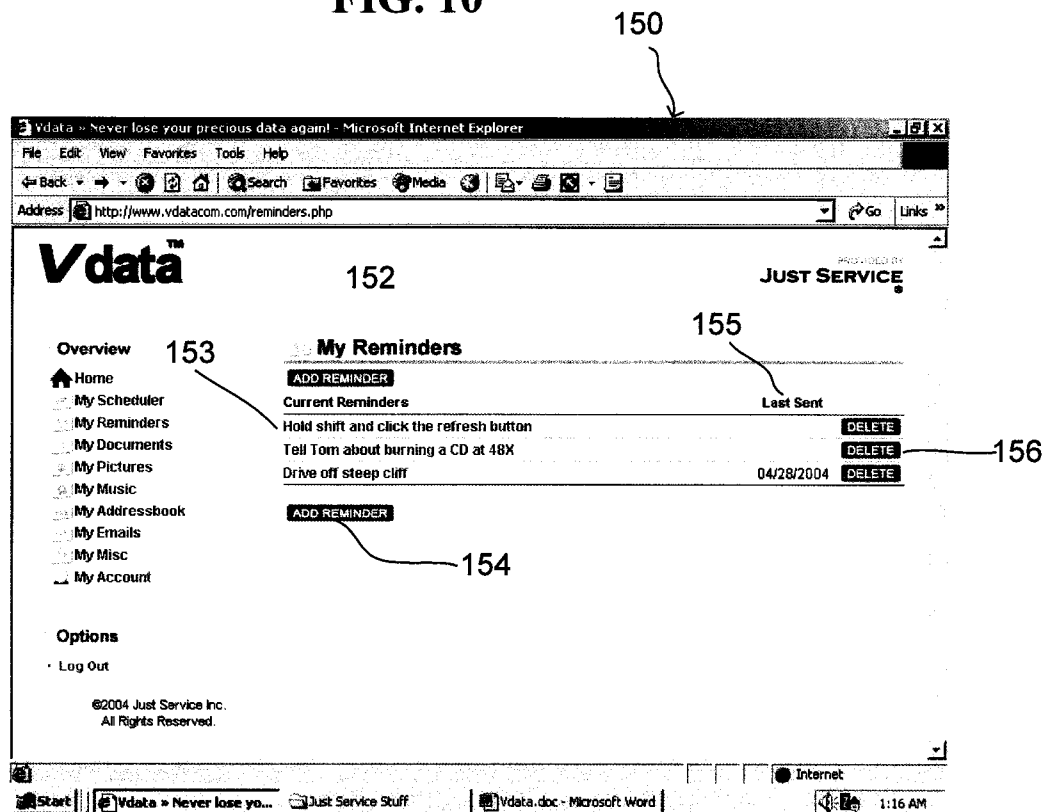 FIG. 10
150
Vdata » Never lose your precious data again! - Microsoft Internet Explorer
File Edit View Favorites Tools Help
Back Search Favorites Media
Address http://www.vdatacom.com/reminders.php Go Links »
Vdata™
152
PROVIDED BY
JUST SERVICE
155
Overview
153
My Reminders
Home
ADD REMINDER
My Scheduler
Current Reminders Last Sent
My Reminders
Hold shift and click the refresh button DELETE
My Documents
Tell Tom about burning a CD at 48X DELETE
156
My Pictures
Drive off steep cliff 04/28/2004 DELETE
My Music
My Addressbook
ADD REMINDER
My Emails
My Misc
154
My Account
Options
· Log Out
©2004 Just Service Inc.
All Rights Reserved.
Internet
Start Vdata » Never lose yo... Just Service Stuff Vdata.doc - Microsoft Word 1:16 AM